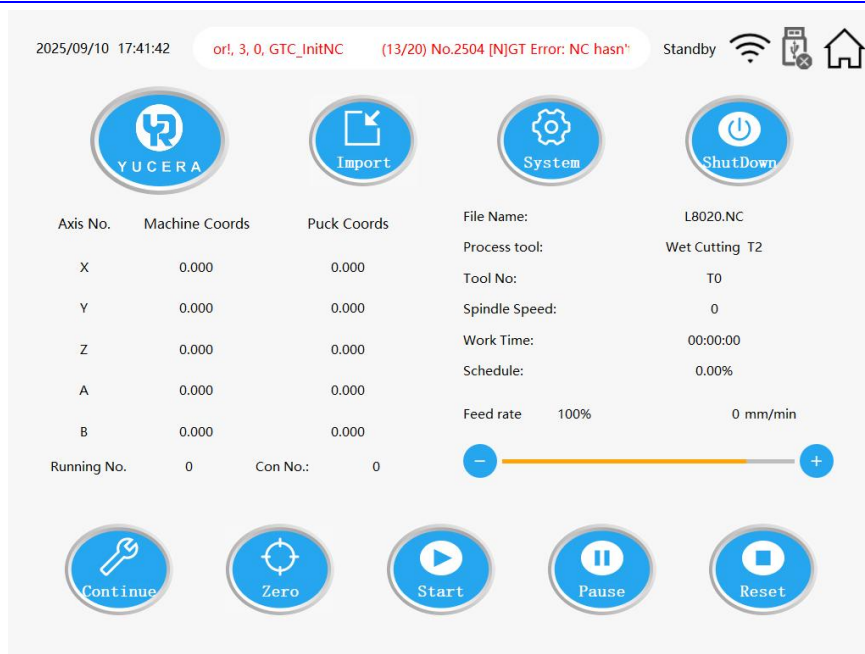 2025/09/10 17:41:42
or!, 3, 0, GTC_InitNC (13/20) No.2504 [N]GT Error: NC hasn'
Standby
YUCERA
Import
System
ShutDown
Axis No. Machine Coords Puck Coords
X 0.000 0.000
Y 0.000 0.000
Z 0.000 0.000
A 0.000 0.000
B 0.000 0.000
Running No. 0 Con No.: 0
File Name: L8020.NC
Process tool: Wet Cutting T2
Tool No: T0
Spindle Speed: 0
Work Time: 00:00:00
Schedule: 0.00%
Feed rate 100% 0 mm/min
Continue
Zero
Start
Pause
Reset